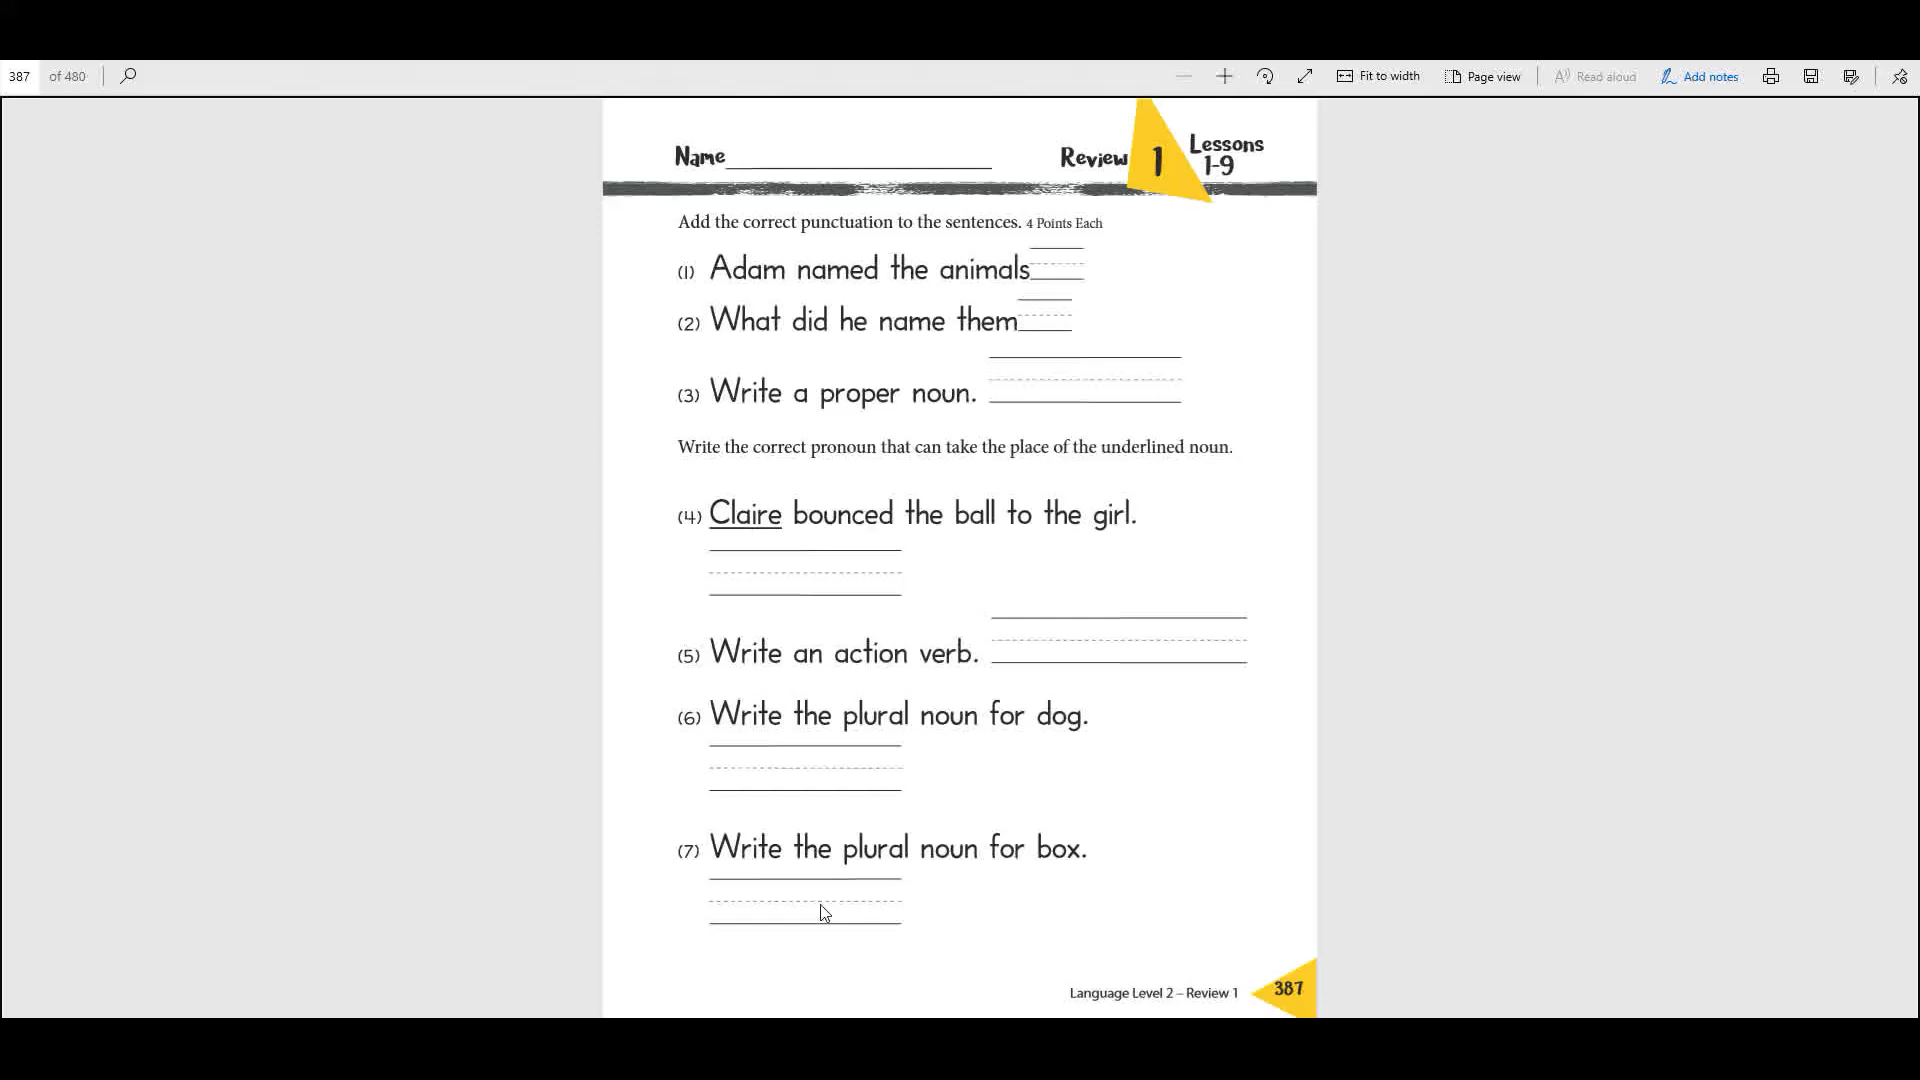 387 of 480 Fit to width Page view Read aloud Add notes
Name Review 1 Lessons
1-9
Add the correct punctuation to the sentences. 4 Points Each
(1) Adam named the animals
(2) What did he name them
(3) Write a proper noun.
Write the correct pronoun that can take the place of the underlined noun.
(4) Claire bounced the ball to the girl.
(5) Write an action verb.
(6) Write the plural noun for dog.
(7) Write the plural noun for box.
Language Level 2 – Review 1 387